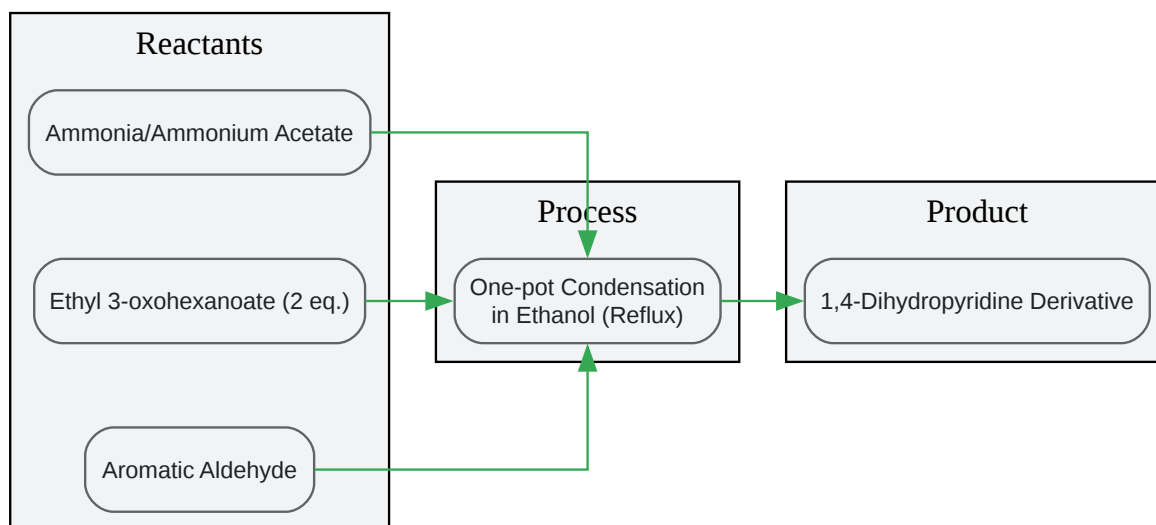 Reactants
Ammonia/Ammonium Acetate
Ethyl 3-oxohexanoate (2 eq.)
Aromatic Aldehyde
Process
One-pot Condensation
in Ethanol (Reflux)
Product
1,4-Dihydropyridine Derivative